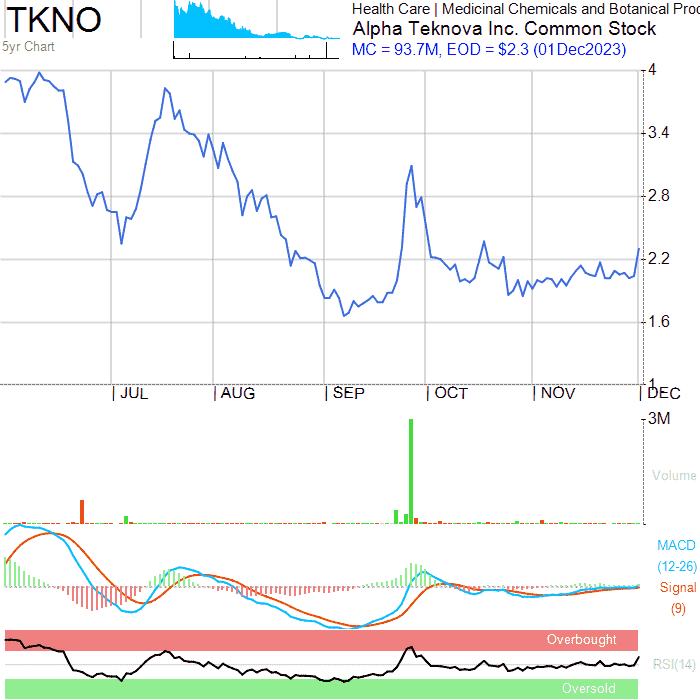 TKNO
5yr Chart
Health Care | Medicinal Chemicals and Botanical Proc
Alpha Teknova Inc. Common Stock
MC = 93.7M, EOD = $2.3 (01Dec2023)
4
3.4
2.8
2.2
1.6
1
JUL AUG SEP OCT NOV DEC
3M
Volume
MACD
(12-26)
Signal
(9)
Overbought
RSI(14)
Oversold